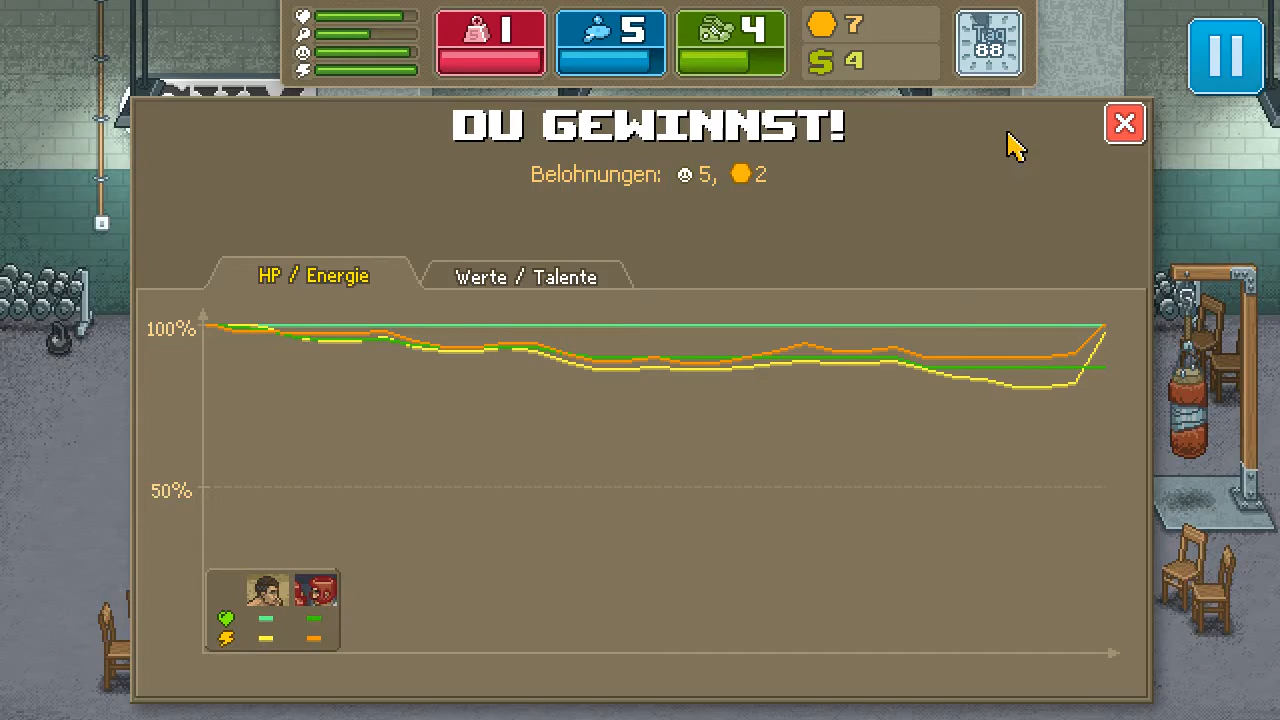 1
5
4
7
4
Tag
88
DU GEWINNST!
Belohnungen: 5, 2
HP / Energie
Werte / Talente
100%
50%